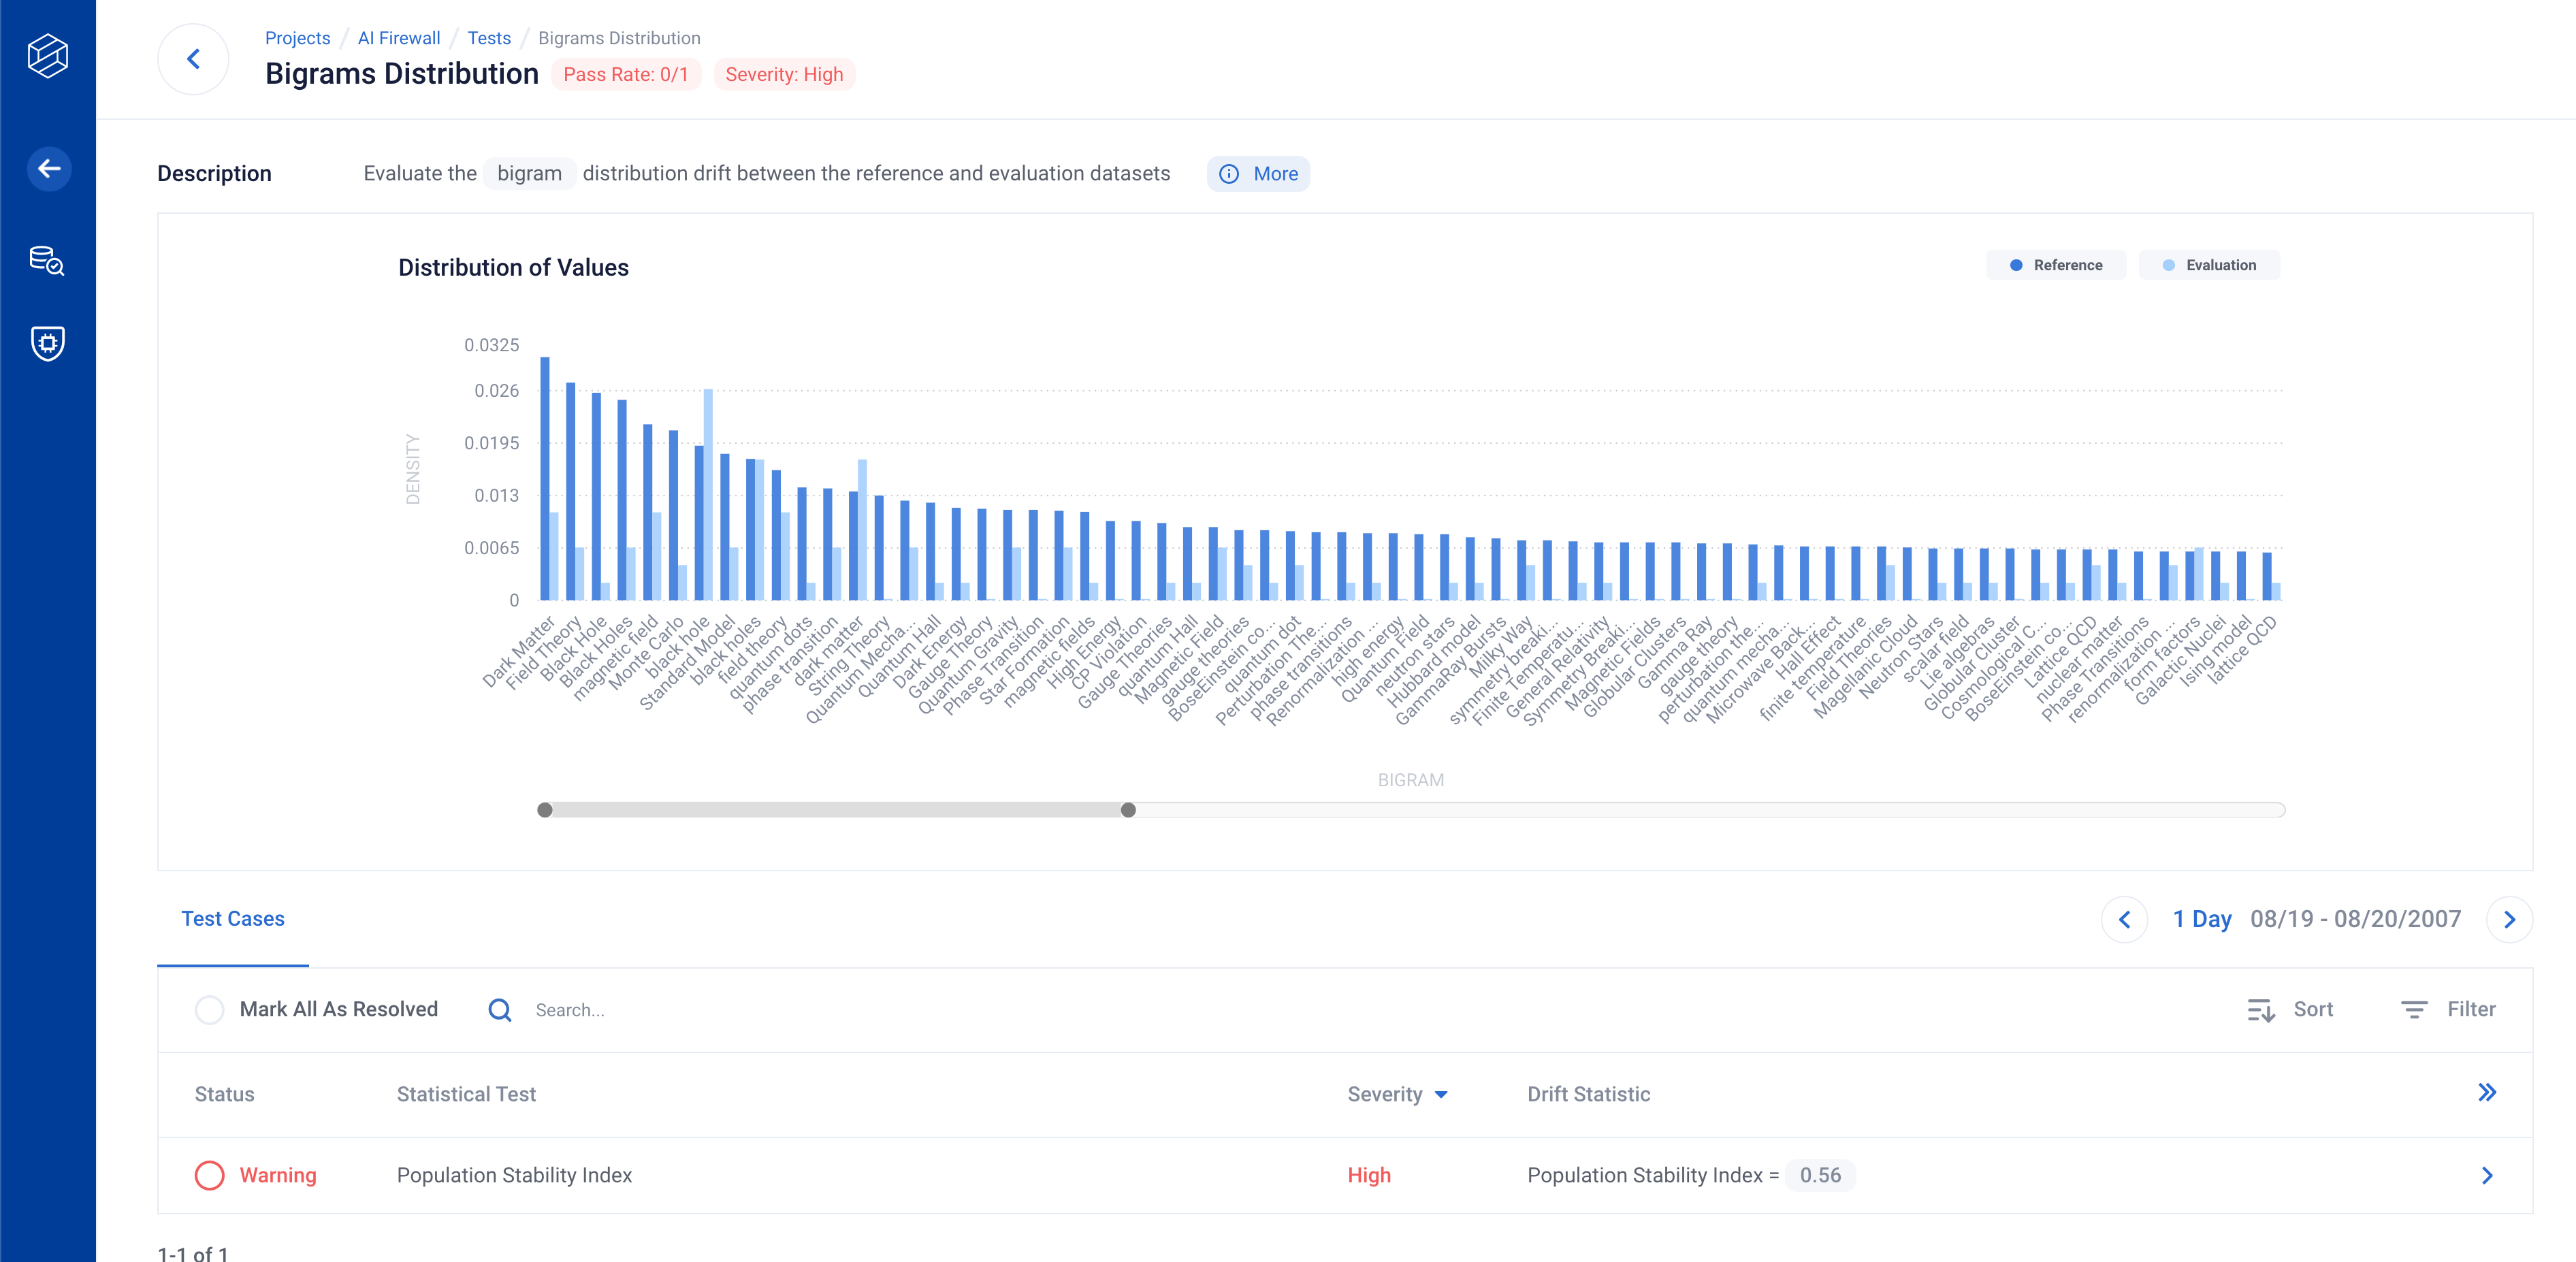 Projects / AI Firewall / Tests / Bigrams Distribution
Bigrams Distribution Pass Rate: 0/1 Severity: High
Description Evaluate the bigram distribution drift between the reference and evaluation datasets More
Distribution of Values Reference Evaluation
DENSITY
0.0325
0.026
0.0195
0.013
0.0065
0
Dark Matter
Field Theory
Black Hole
Black Holes
magnetic field
Monte Carlo
black hole
Standard Model
black holes
field theory
quantum dots
phase transition
dark matter
String Theory
Quantum Mecha...
Quantum Hall
Dark Energy
Gauge Theory
Quantum Gravity
Phase Transition
Star Formation
magnetic fields
High Energy
CP Violation
Gauge Theories
quantum Hall
Magnetic Field
gauge theories
BoseEinstein co...
quantum dot
Perturbation The...
phase transitions
Renormalization ...
high energy
Quantum Field
neutron stars
Hubbard model
GammaRay Bursts
Milky Way
symmetry breaki...
Finite Temperatu...
General Relativity
Symmetry Breaki...
Magnetic Fields
Globular Clusters
Gamma Ray
gauge theory
perturbation the...
quantum mecha...
Microwave Back...
Hall Effect
finite temperature
Field Theories
Magellanic Cloud
Neutron Stars
scalar field
Lie algebras
Globular Cluster
Cosmological C...
BoseEinstein co...
Lattice QCD
nuclear matter
Phase Transitions
renormalization ...
form factors
Galactic Nuclei
Ising model
lattice QCD
BIGRAM
Test Cases 1 Day 08/19 - 08/20/2007
Mark All As Resolved Search... Sort Filter
Status Statistical Test Severity Drift Statistic
Warning Population Stability Index High Population Stability Index = 0.56
1-1 of 1